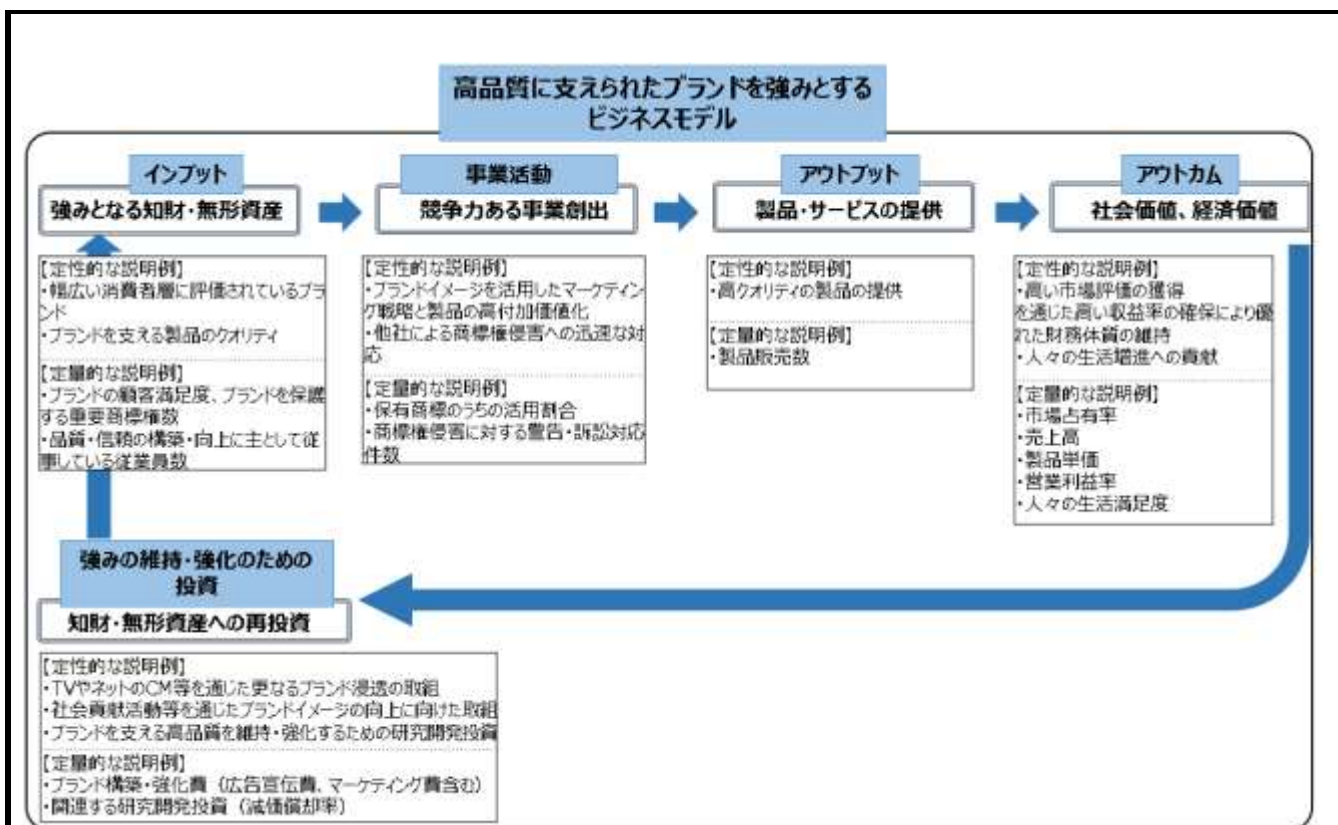 高品質に支えられたブランドを強みとする
ビジネスモデル
インプット
強みとなる知財・無形資産
【定性的な説明例】
・幅広い消費者層に評価されているブラ
ンド
・ブランドを支える製品のクオリティ
【定量的な説明例】
・ブランドの顧客満足度、ブランドを保護
する重要商標権数
・品質・信頼の構築・向上に主として従
事している従業員数
事業活動
競争力ある事業創出
【定性的な説明例】
・ブランドイメージを活用したマーケティン
グ戦略と製品の高付加価値化
・他社による商標権侵害への迅速な対
応
【定量的な説明例】
・保有商標のうちの活用割合
・商標権侵害に対する警告・訴訟対応
件数
アウトプット
製品・サービスの提供
【定性的な説明例】
・高クオリティの製品の提供
【定量的な説明例】
・製品販売数
アウトカム
社会価値、経済価値
【定性的な説明例】
・高い市場評価の獲得
を通じた高い収益率の確保により優
れた財務体質の維持
・人々の生活増進への貢献
【定量的な説明例】
・市場占有率
・売上高
・製品単価
・営業利益率
・人々の生活満足度
強みの維持・強化のための
投資
知財・無形資産への再投資
【定性的な説明例】
・TVやネットのCM等を通じた更なるブランド浸透の取組
・社会貢献活動等を通じたブランドイメージの向上に向けた取組
・ブランドを支える高品質を維持・強化するための研究開発投資
【定量的な説明例】
・ブランド構築・強化費（広告宣伝費、マーケティング費含む）
・関連する研究開発投資（減価償却率）